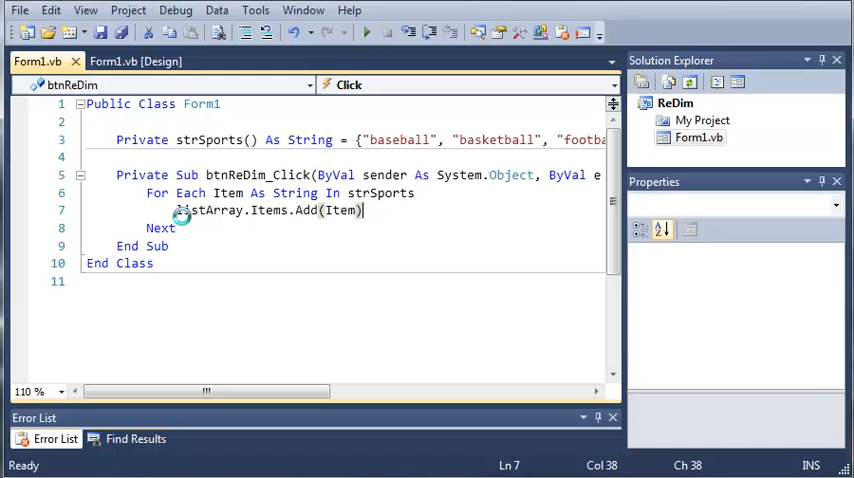 File Edit View Project Debug Data Tools Window Help
Form1.vb Form1.vb [Design]
btnReDim Click
1 Public Class Form1
2
3 Private strSports() As String = {"baseball", "basketball", "footba
4
5 Private Sub btnReDim_Click(ByVal sender As System.Object, ByVal e
6 For Each Item As String In strSports
7 listArray.Items.Add(Item)
8 Next
9 End Sub
10 End Class
11
110 %
Error List
Error List Find Results
Solution Explorer
ReDim
My Project
Form1.vb
Properties
Ready Ln 7 Col 38 Ch 38 INS